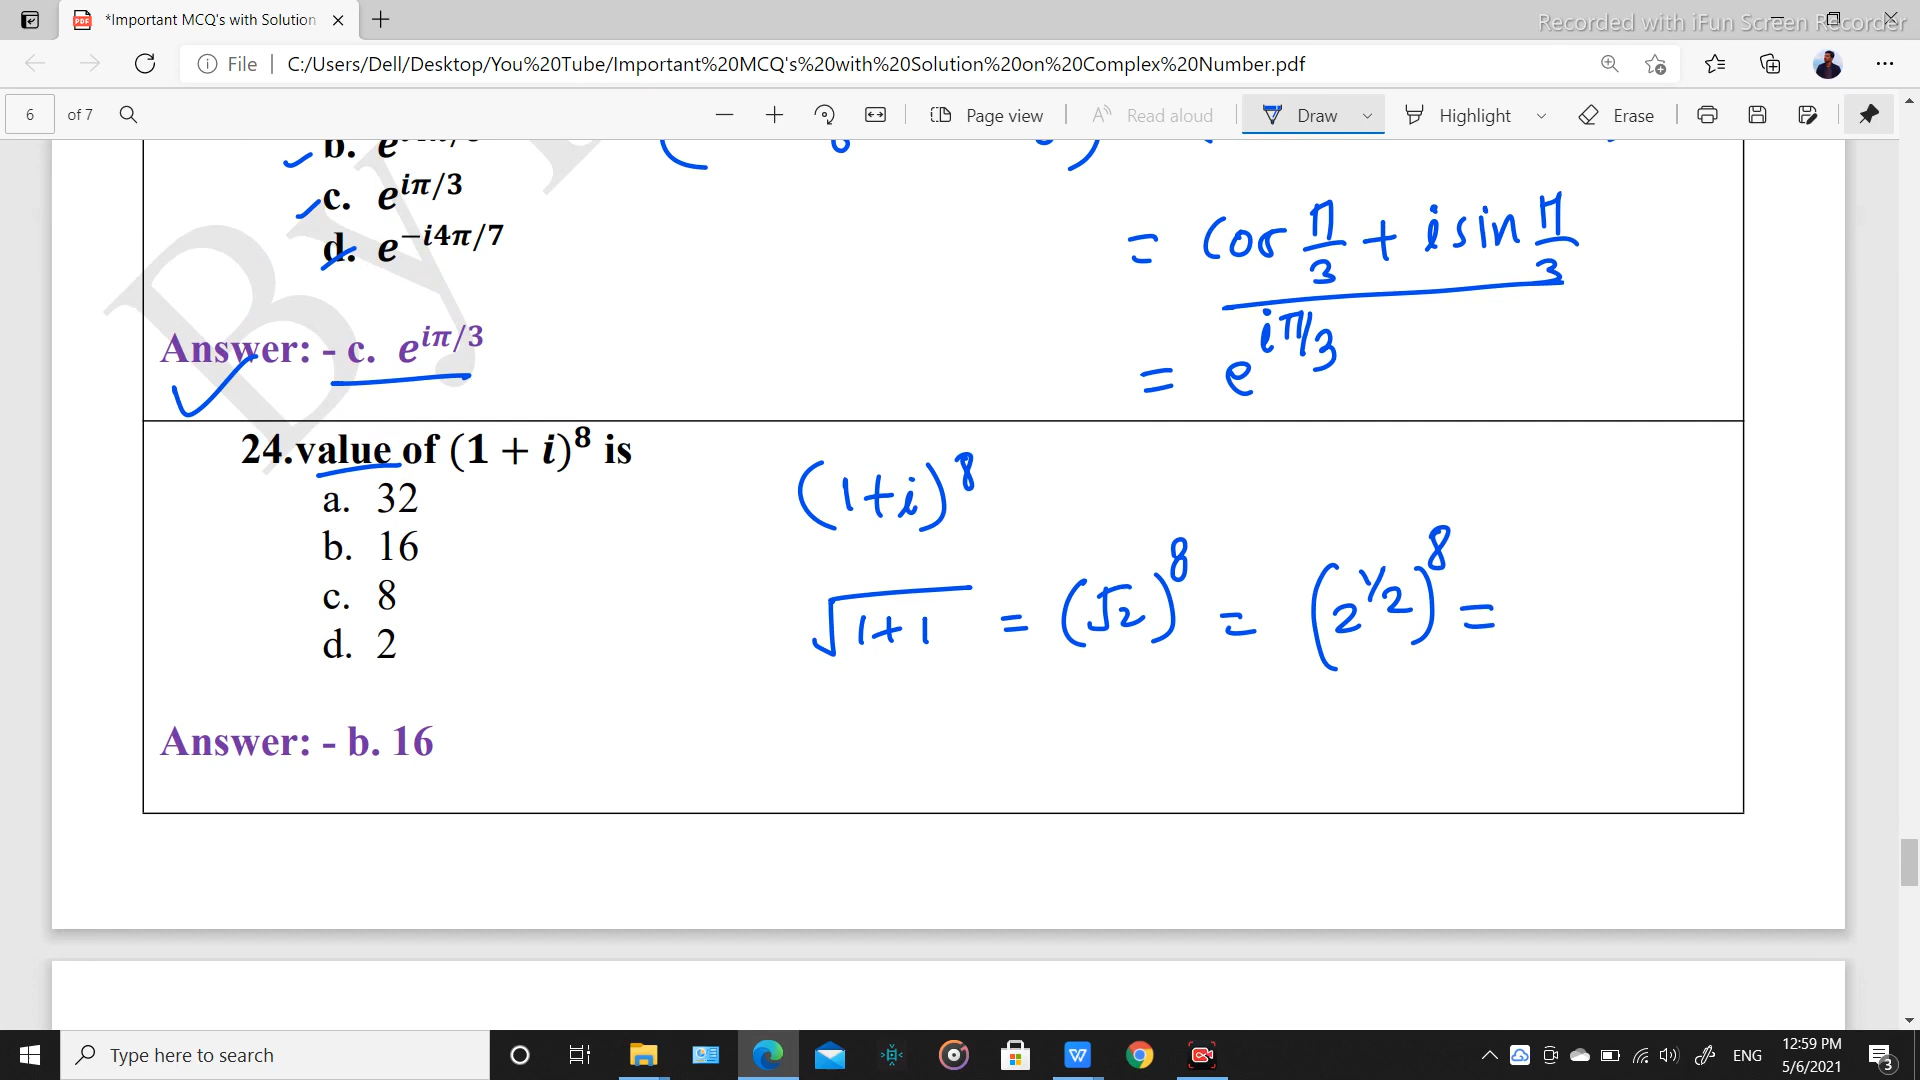 *Important MCQ's with Solution
Recorded with iFun Screen Recorder
File C:/Users/Dell/Desktop/You%20Tube/Important%20MCQ's%20with%20Solution%20on%20Complex%20Number.pdf
6 of 7 Page view Read aloud Draw Highlight Erase
b. e
c. e^{iπ/3}
d. e^{−i4π/7}
= cos π/3 + i sin π/3
= e^{iπ/3}
Answer: - c. e^{iπ/3}
By
24.value of (1 + i)^8 is
a. 32
b. 16
c. 8
d. 2
(1+i)^8
√1+1 = (√2)^8 = (2^{1/2})^8 =
Answer: - b. 16
Type here to search
ENG
12:59 PM
5/6/2021
3